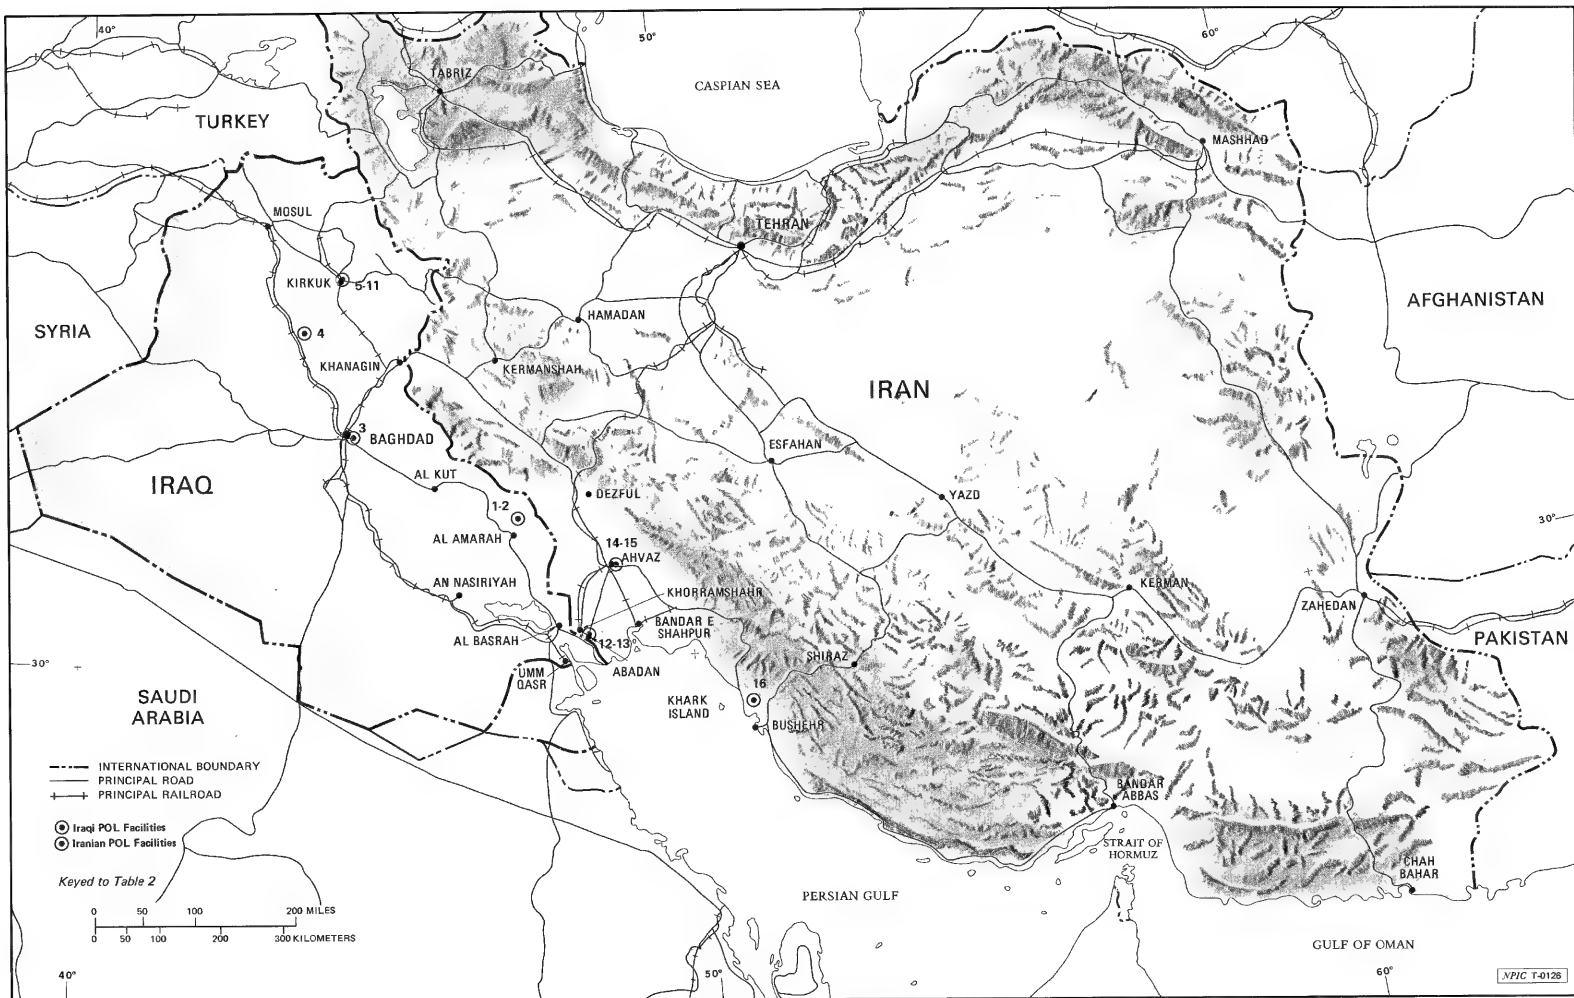 40°
50°
60°
CASPIAN SEA
TABRIZ
TURKEY
MASHHAD
MOSUL
TEHRAN
KIRKUK
5-11
AFGHANISTAN
HAMADAN
SYRIA
4
KHANAGIN
KERMANSHAH
IRAN
3
BAGHDAD
ESFAHAN
AL KUT
IRAQ
DEZFUL
YAZD
1-2
30°
AL AMARAH
14-15
AHVAZ
AN NASIRIYAH
KHORRAMSHAHR
KERMAN
ZAHEDAN
BANDAR E
SHAHPUR
AL BASRAH
12-13
PAKISTAN
30°
SHIRAZ
UMM
QASR
ABADAN
16
SAUDI
ARABIA
KHARK
ISLAND
BUSHEHR
INTERNATIONAL BOUNDARY
PRINCIPAL ROAD
PRINCIPAL RAILROAD
BANDAR
ABBAS
Iraqi POL Facilities
Iranian POL Facilities
STRAIT OF
HORMUZ
CHAH
BAHAR
Keyed to Table 2
PERSIAN GULF
0 50 100 200 MILES
0 50 100 200 300 KILOMETERS
GULF OF OMAN
40°
50°
60°
NPIC T-0126